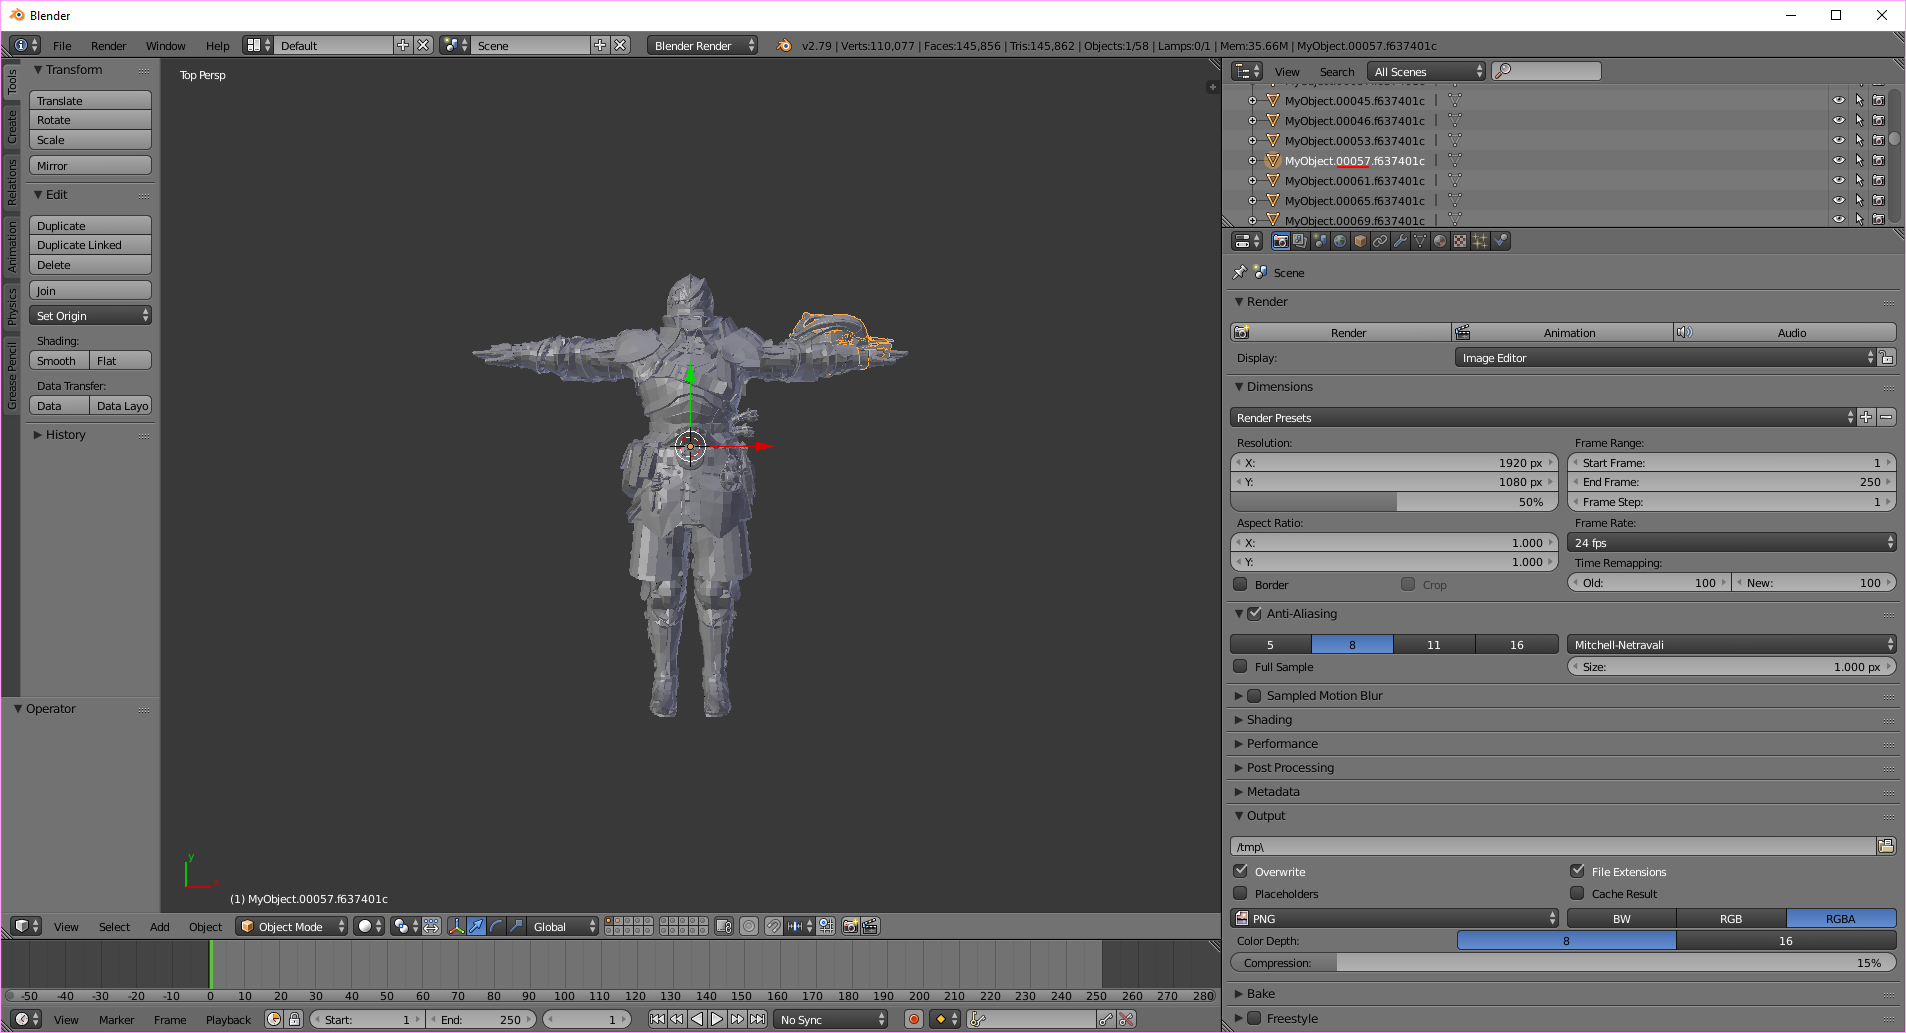 Blender
File Render Window Help Default Scene Blender Render v2.79 | Verts:110,077 | Faces:145,856 | Tris:145,862 | Objects:1/58 | Lamps:0/1 | Mem:35.66M | MyObject.00057.f637401c
Tools
Create
Relations
Animation
Physics
Grease Pencil
Transform
Translate
Rotate
Scale
Mirror
Edit
Duplicate
Duplicate Linked
Delete
Join
Set Origin
Shading:
Smooth Flat
Data Transfer:
Data Data Layo
History
Operator
Top Persp
y
x
(1) MyObject.00057.f637401c
View Search All Scenes
MyObject.00045.f637401c
MyObject.00046.f637401c
MyObject.00053.f637401c
MyObject.00057.f637401c
MyObject.00061.f637401c
MyObject.00065.f637401c
MyObject.00069.f637401c
Scene
Render
Render Animation Audio
Display: Image Editor
Dimensions
Render Presets
Resolution: Frame Range:
X: 1920 px Start Frame: 1
Y: 1080 px End Frame: 250
50% Frame Step: 1
Aspect Ratio: Frame Rate:
X: 1.000 24 fps
Y: 1.000 Time Remapping:
Border Crop Old: 100 New: 100
Anti-Aliasing
5 8 11 16 Mitchell-Netravali
Full Sample Size: 1.000 px
Sampled Motion Blur
Shading
Performance
Post Processing
Metadata
Output
/tmp\
Overwrite File Extensions
Placeholders Cache Result
PNG BW RGB RGBA
Color Depth: 8 16
Compression: 15%
Bake
Freestyle
View Select Add Object Object Mode Global
-50 -40 -30 -20 -10 0 10 20 30 40 50 60 70 80 90 100 110 120 130 140 150 160 170 180 190 200 210 220 230 240 250 260 270 280
View Marker Frame Playback Start: 1 End: 250 1 No Sync